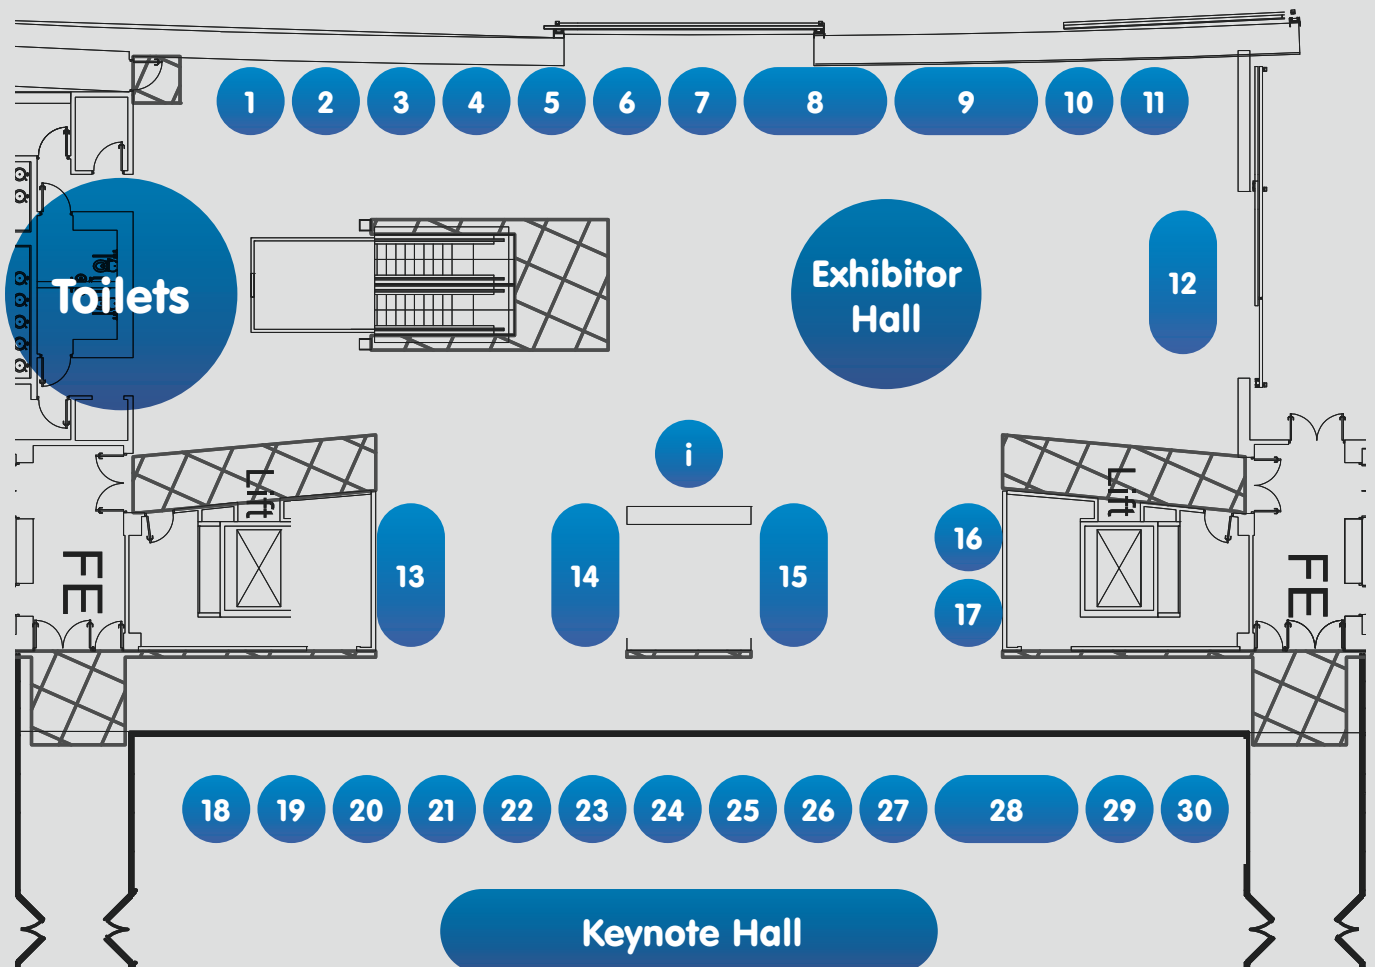 1 2 3 4 5 6 7 8 9 10 11
Toilets
Exhibitor
Hall
12
i
Lift
Lift
FE
13
14
15
16
17
FE
18 19 20 21 22 23 24 25 26 27 28 29 30
Keynote Hall